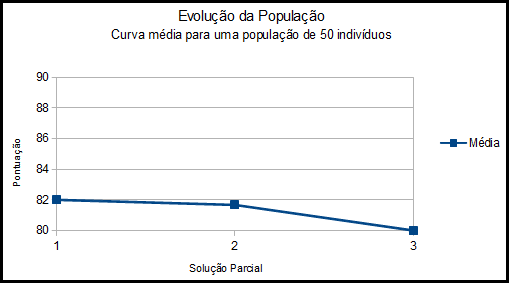 Evolução da População
Curva média para uma população de 50 indivíduos
90
88
86
84
82
80
Pontuação
1
2
3
Solução Parcial
Média